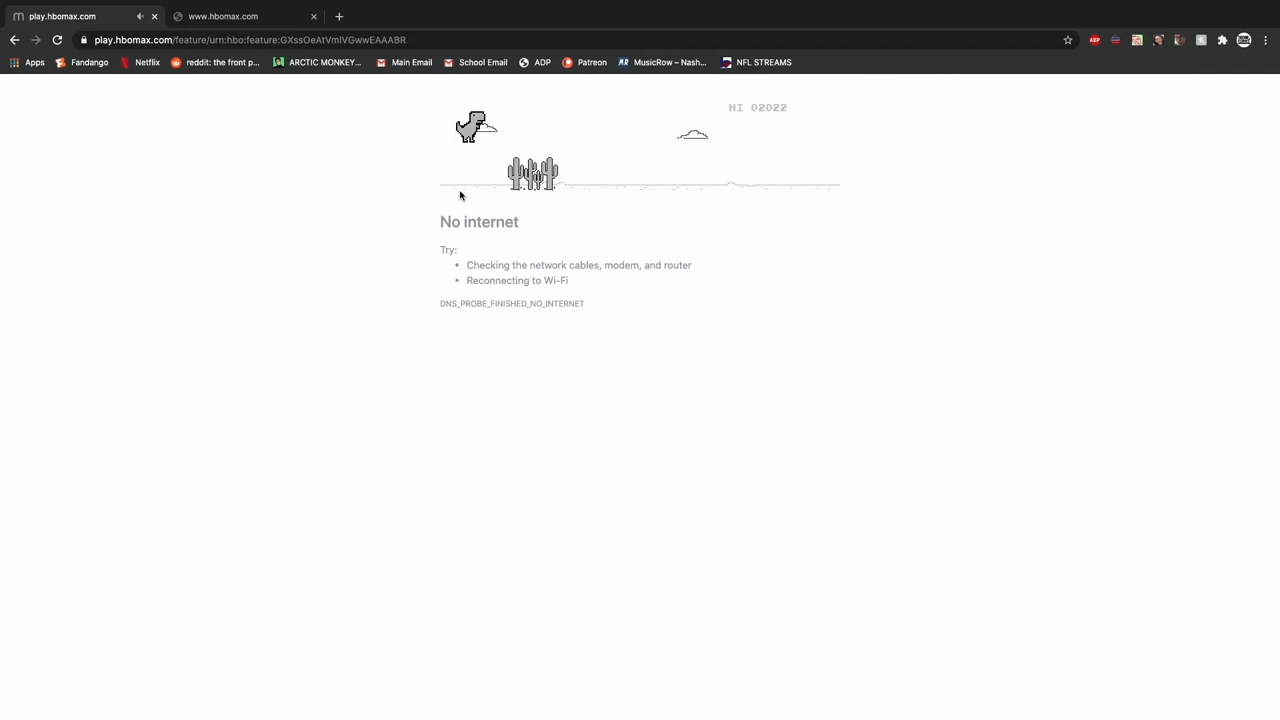 play.hbomax.com
www.hbomax.com
play.hbomax.com/feature/urn:hbo:feature:GXssOeAtVmlVGwwEAAABR
ABP
Apps
Fandango
Netflix
reddit: the front p...
ARCTIC MONKEY...
Main Email
School Email
ADP
Patreon
MR MusicRow – Nash...
NFL STREAMS
HI 02022
No internet
Try:
• Checking the network cables, modem, and router
• Reconnecting to Wi-Fi
DNS_PROBE_FINISHED_NO_INTERNET